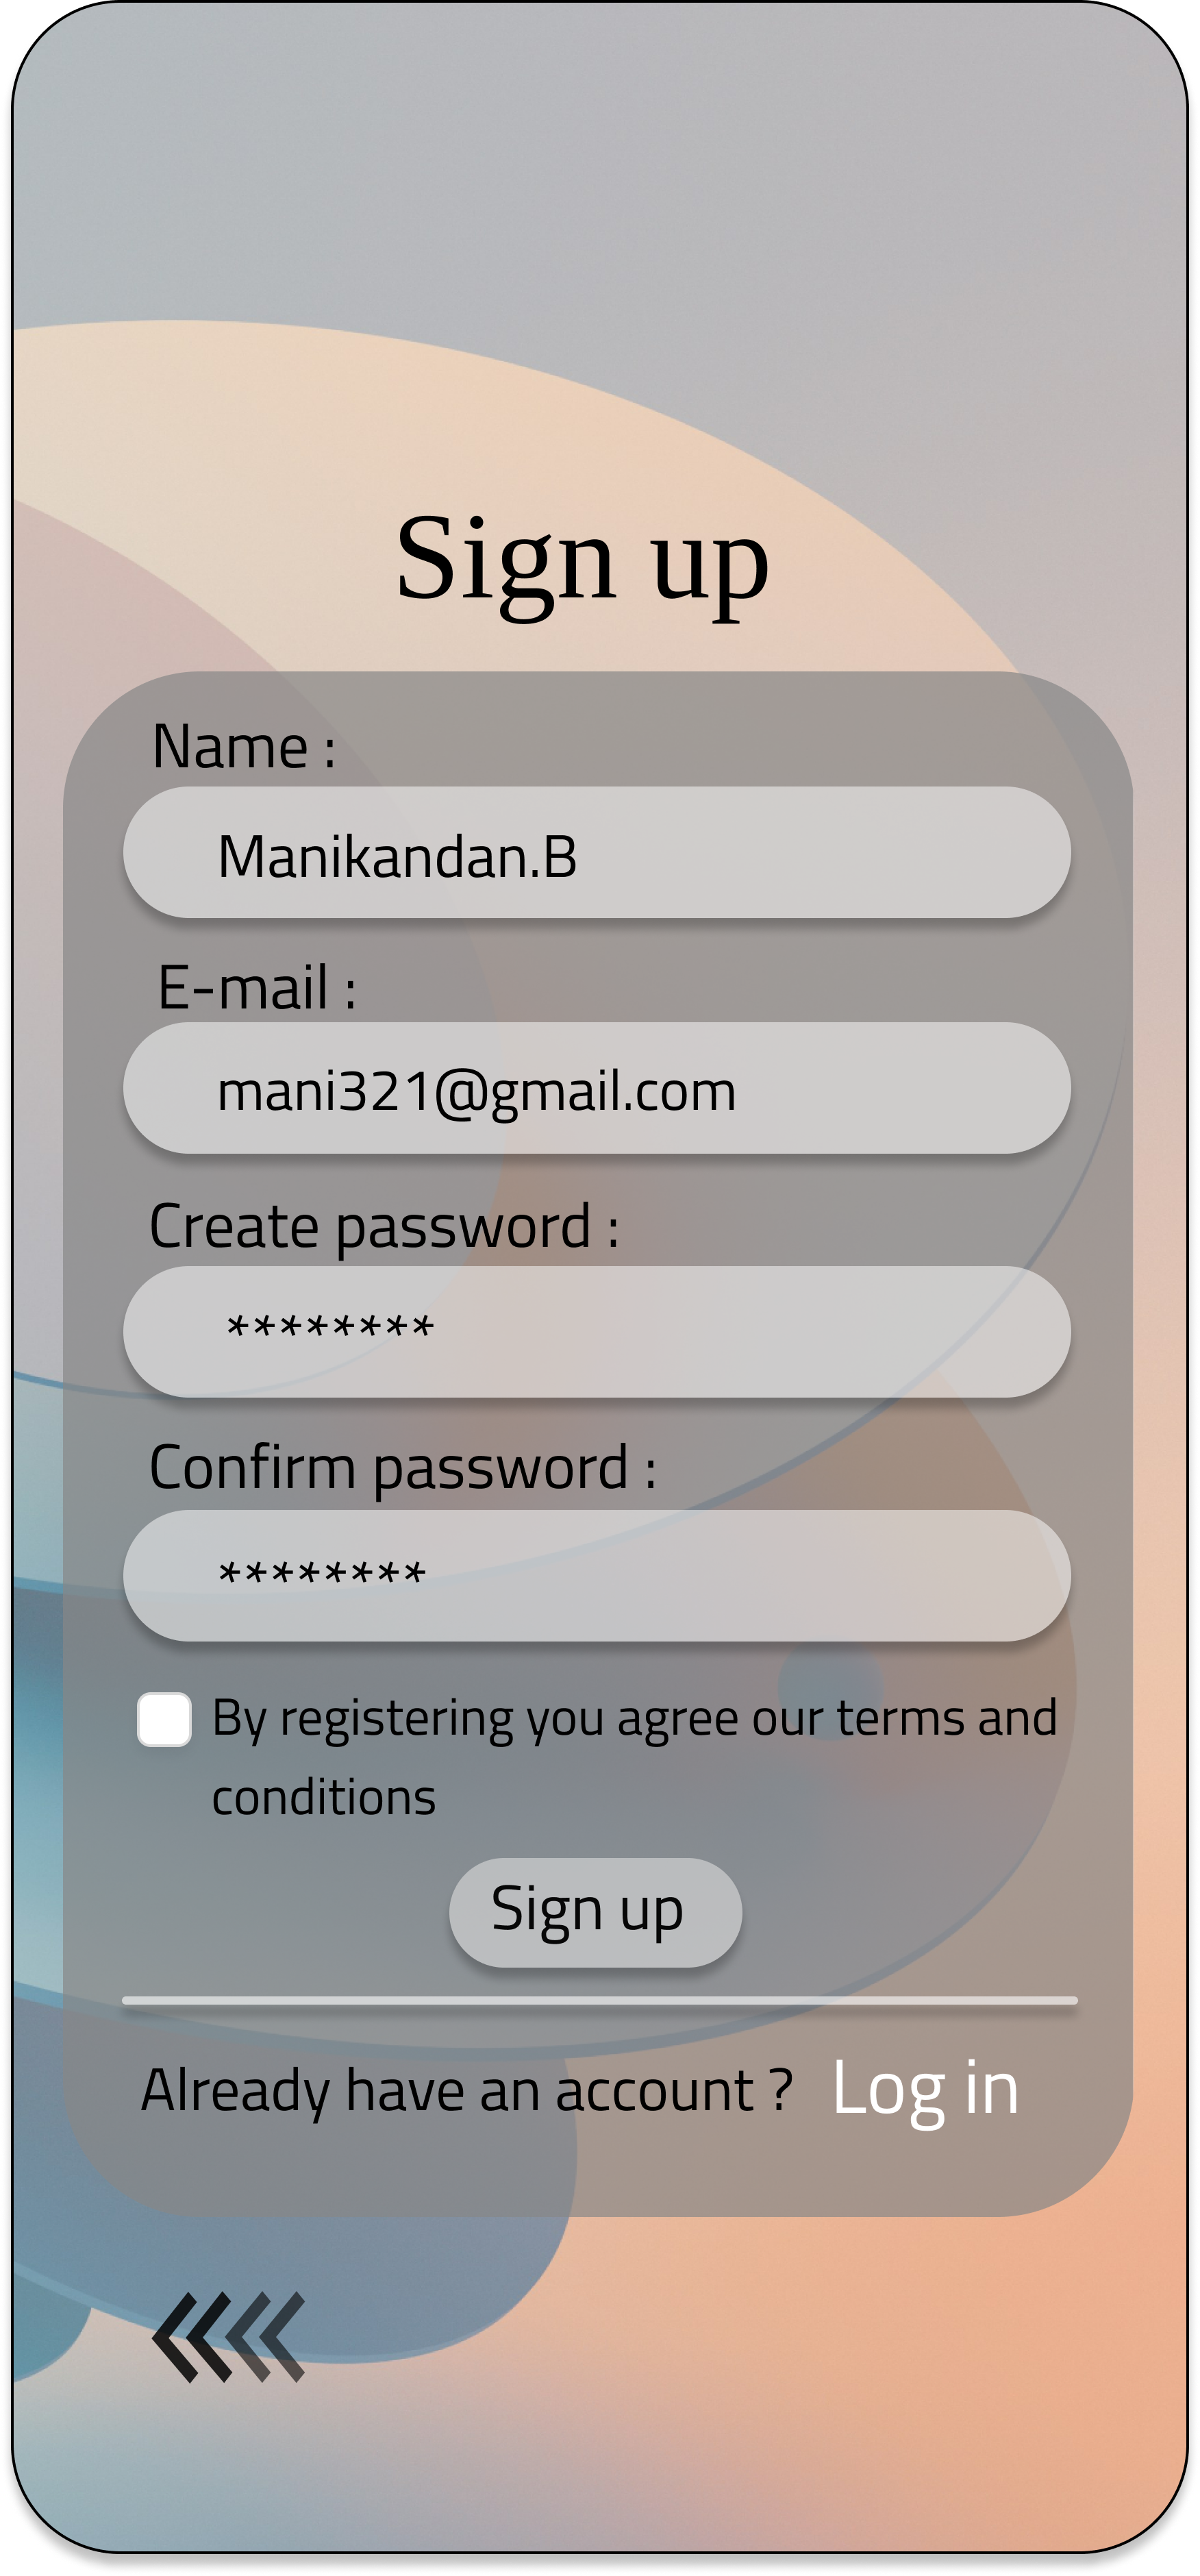 Sign up
Name :
Manikandan.B
E-mail :
mani321@gmail.com
Create password :
********
Confirm password :
********
By registering you agree our terms and
conditions
Sign up
Already have an account ? Log in